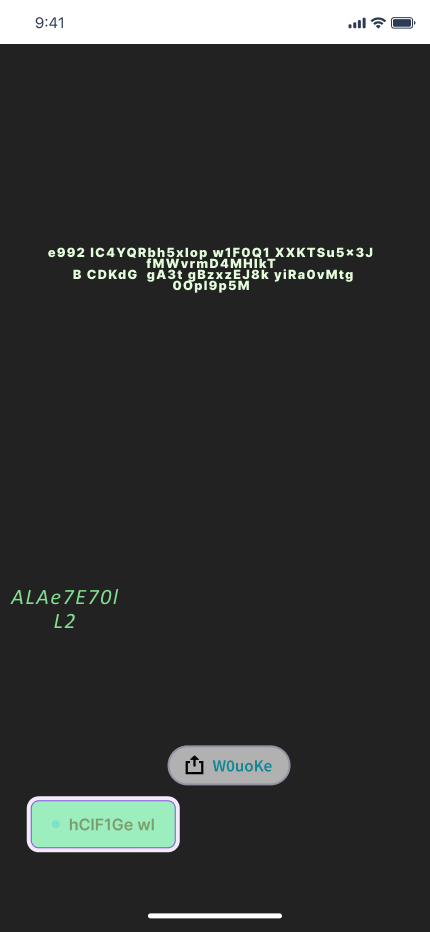 9:41
e992 lC4YQRbh5xlop w1F0Q1 XXKTSu5×3J
fMWvrmD4MHlkT
B CDKdG gA3t gBzxzEJ8k yiRa0vMtg
0Opl9p5M
ALAe7E70l
L2
W0uoKe
hClF1Ge wl